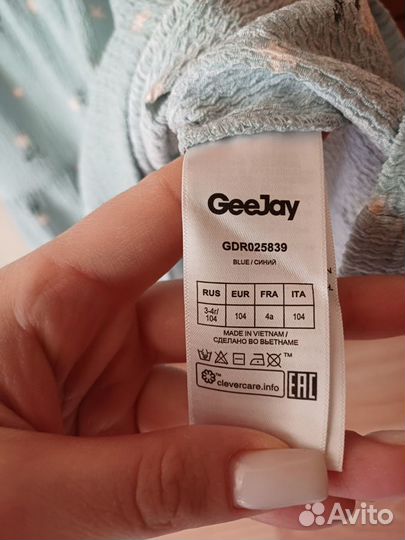 GeeJay
GDR025839
BLUE / СИНИЙ
RUS EUR FRA ITA
3-4г/ 104 4a 104
104
MADE IN VIETNAM /
СДЕЛАНО ВО ВЬЕТНАМЕ
TM
clevercare.info EAC
Avito